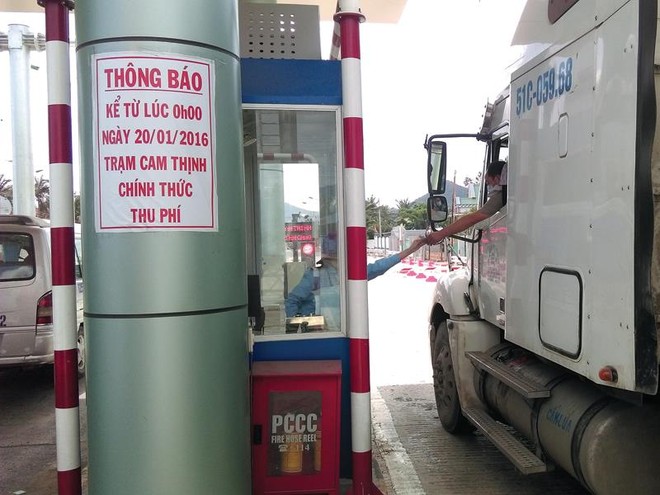 THÔNG BÁO
KỂ TỪ LÚC 0h00
NGÀY 20/01/2016
TRẠM CAM THỊNH
CHÍNH THỨC
THU PHÍ
51C-059.68
PCCC
FIRE HOSE REEL
☎ 114